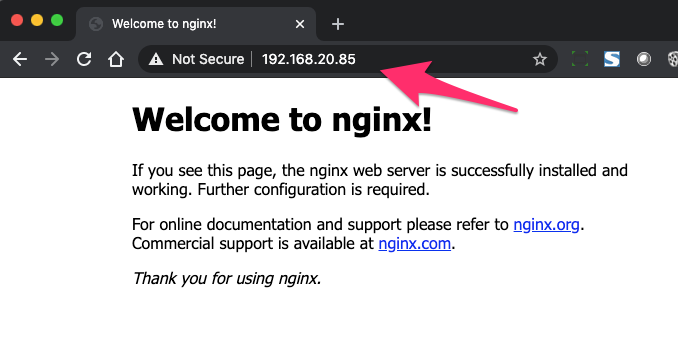 Welcome to nginx!
Not Secure 192.168.20.85
Welcome to nginx!
If you see this page, the nginx web server is successfully installed and
working. Further configuration is required.
For online documentation and support please refer to nginx.org.
Commercial support is available at nginx.com.
Thank you for using nginx.